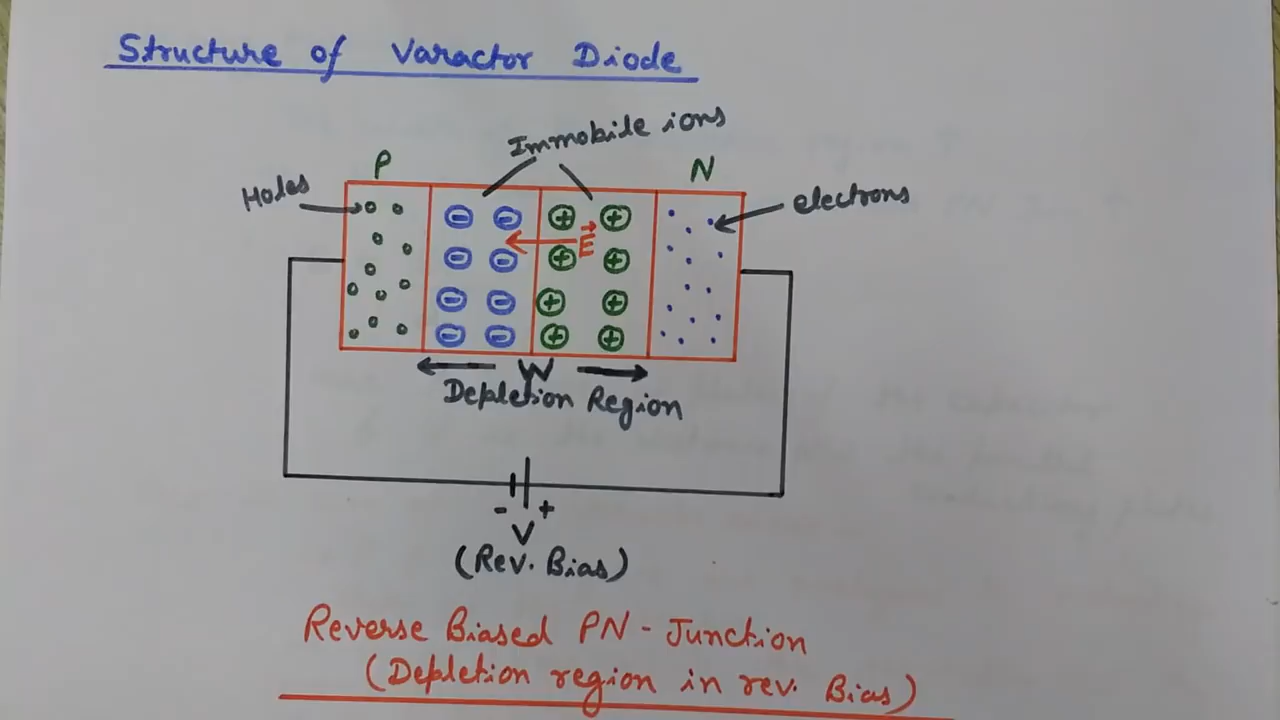 Structure of Varactor Diode
Immobile ions
P
N
Holes
electrons
E
W
Depletion Region
- +
V
(Rev. Bias)
Reverse Biased PN-Junction
(Depletion region in rev. Bias)